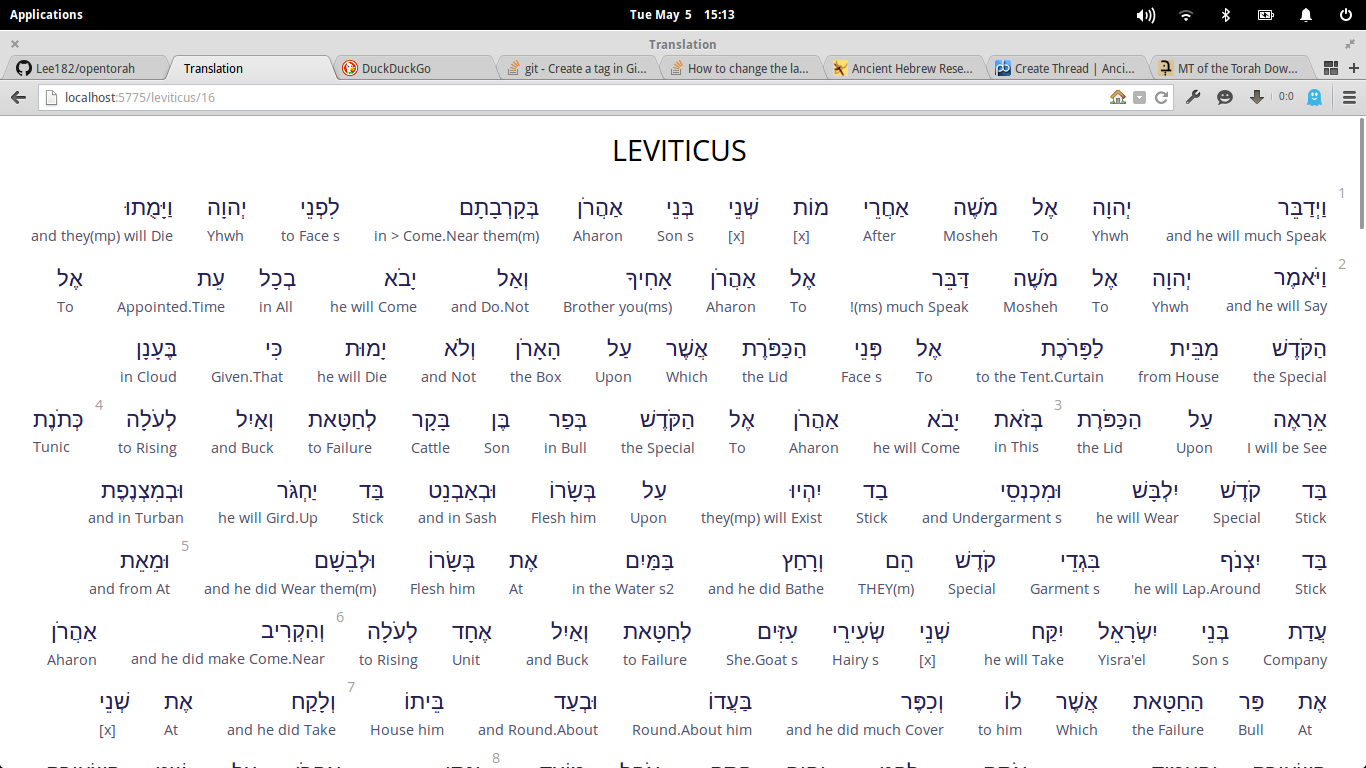 Applications Tue May 5 15:13
Translation
Lee182/opentorah Translation DuckDuckGo git - Create a tag in Gi... How to change the la... Ancient Hebrew Rese... Create Thread | Anci... MT of the Torah Dow...
localhost:5775/leviticus/16 0:0
LEVITICUS
1 וַיְדַבֵּר יְהוָה אֶל מֹשֶׁה אַחֲרֵי מוֹת שְׁנֵי בְּנֵי אַהֲרֹן בְּקָרְבָתָם לִפְנֵי יְהוָה וַיָּמֻתוּ
and they(mp) will Die Yhwh to Face s in > Come.Near them(m) Aharon Son s [x] [x] After Mosheh To Yhwh and he will much Speak
2 וַיֹּאמֶר יְהוָה אֶל מֹשֶׁה דַּבֵּר אֶל אַהֲרֹן אָחִיךָ וְאַל יָבֹא בְכָל עֵת אֶל
To Appointed.Time in All he will Come and Do.Not Brother you(ms) Aharon To !(ms) much Speak Mosheh To Yhwh and he will Say
הַקֹּדֶשׁ מִבֵּית לַפָּרֹכֶת אֶל פְּנֵי הַכַּפֹּרֶת אֲשֶׁר עַל הָאָרֹן וְלֹא יָמוּת כִּי בֶּעָנָן
in Cloud Given.That he will Die and Not the Box Upon Which the Lid Face s To to the Tent.Curtain from House the Special
אֵרָאֶה עַל הַכַּפֹּרֶת 3 בְּזֹאת יָבֹא אַהֲרֹן אֶל הַקֹּדֶשׁ בְּפַר בֶּן בָּקָר לְחַטָּאת וְאַיִל לְעֹלָה 4 כְּתֹנֶת
Tunic to Rising and Buck to Failure Cattle Son in Bull the Special To Aharon he will Come in This the Lid Upon I will be See
בַּד קֹדֶשׁ יִלְבָּשׁ וּמִכְנְסֵי בַד יִהְיוּ עַל בְּשָׂרוֹ וּבְאַבְנֵט בַּד יַחְגֹּר וּבְמִצְנֶפֶת
and in Turban he will Gird.Up Stick and in Sash Flesh him Upon they(mp) will Exist Stick and Undergarment s he will Wear Special Stick
בַּד יִצְנֹף בִּגְדֵי קֹדֶשׁ הֵם וְרָחַץ בַּמַּיִם אֶת בְּשָׂרוֹ וּלְבֵשָׁם 5 וּמֵאֵת
and from At and he did Wear them(m) Flesh him At in the Water s2 and he did Bathe THEY(m) Special Garment s he will Lap.Around Stick
עֲדַת בְּנֵי יִשְׂרָאֵל יִקַּח שְׁנֵי שְׂעִירֵי עִזִּים לְחַטָּאת וְאַיִל אֶחָד לְעֹלָה 6 וְהִקְרִיב אַהֲרֹן
Aharon and he did make Come.Near to Rising Unit and Buck to Failure She.Goat s Hairy s [x] he will Take Yisra'el Son s Company
אֶת פַּר הַחַטָּאת אֲשֶׁר לוֹ וְכִפֶּר בַּעֲדוֹ וּבְעַד בֵּיתוֹ 7 וְלָקַח אֶת שְׁנֵי
[x] At and he did Take House him and Round.About Round.About him and he did much Cover to him Which the Failure Bull At
8